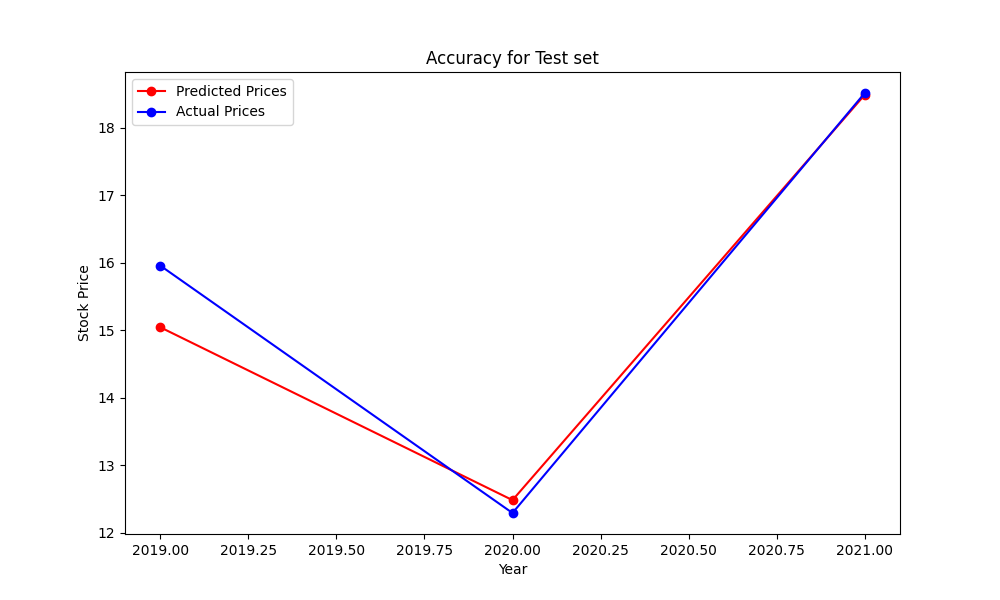 Accuracy for Test set
Predicted Prices
Actual Prices
18
17
16
15
14
13
12
Stock Price
2019.00 2019.25 2019.50 2019.75 2020.00 2020.25 2020.50 2020.75 2021.00
Year